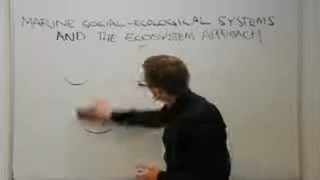 MARINE SOCIAL-ECOLOGICAL SYSTEMS
AND THE ECOSYSTEM APPROACH